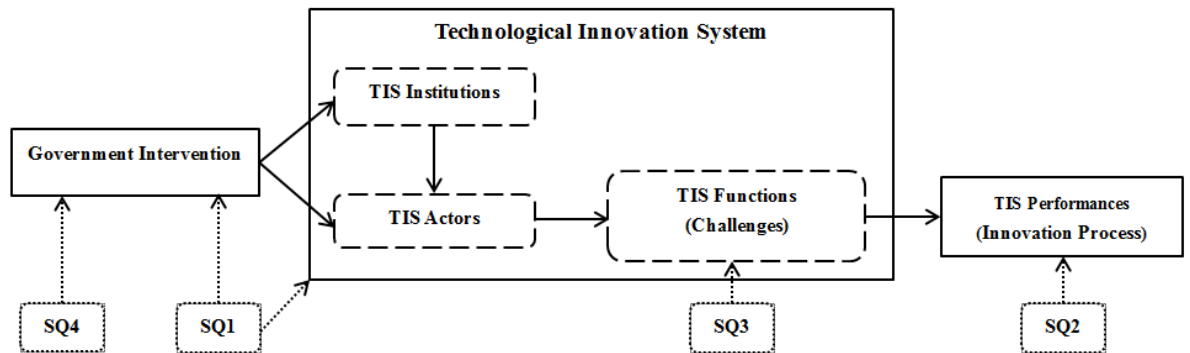 Technological Innovation System
TIS Institutions
Government Intervention
TIS Actors
TIS Functions
(Challenges)
TIS Performances
(Innovation Process)
SQ4
SQ1
SQ3
SQ2